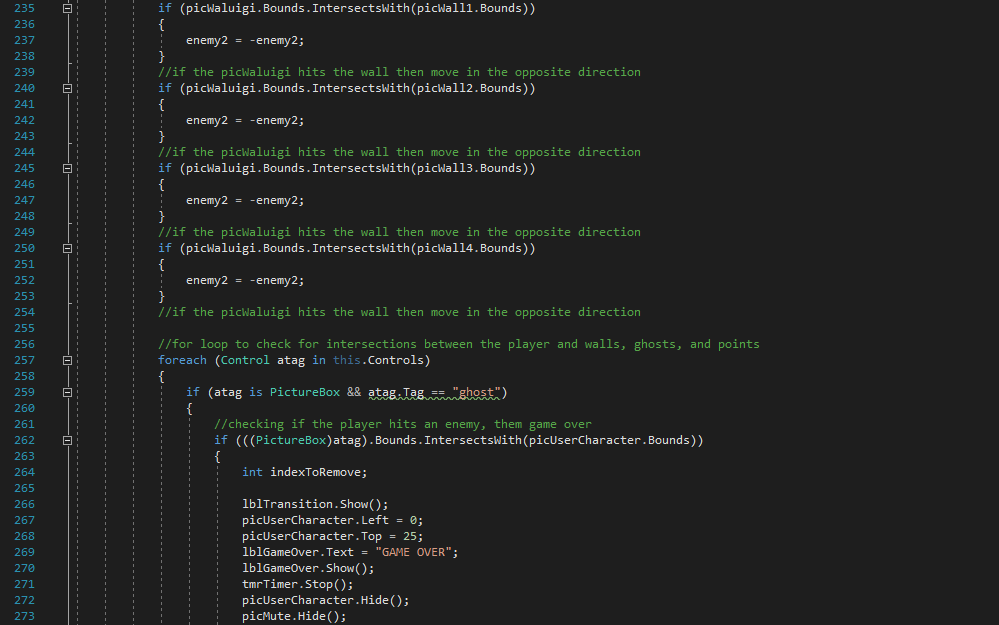 235 if (picWaluigi.Bounds.IntersectsWith(picWall1.Bounds))
236 {
237 enemy2 = -enemy2;
238 }
239 //if the picWaluigi hits the wall then move in the opposite direction
240 if (picWaluigi.Bounds.IntersectsWith(picWall2.Bounds))
241 {
242 enemy2 = -enemy2;
243 }
244 //if the picWaluigi hits the wall then move in the opposite direction
245 if (picWaluigi.Bounds.IntersectsWith(picWall3.Bounds))
246 {
247 enemy2 = -enemy2;
248 }
249 //if the picWaluigi hits the wall then move in the opposite direction
250 if (picWaluigi.Bounds.IntersectsWith(picWall4.Bounds))
251 {
252 enemy2 = -enemy2;
253 }
254 //if the picWaluigi hits the wall then move in the opposite direction
255
256 //for loop to check for intersections between the player and walls, ghosts, and points
257 foreach (Control atag in this.Controls)
258 {
259 if (atag is PictureBox && atag.Tag == "ghost")
260 {
261 //checking if the player hits an enemy, them game over
262 if (((PictureBox)atag).Bounds.IntersectsWith(picUserCharacter.Bounds))
263 {
264 int indexToRemove;
265
266 lblTransition.Show();
267 picUserCharacter.Left = 0;
268 picUserCharacter.Top = 25;
269 lblGameOver.Text = "GAME OVER";
270 lblGameOver.Show();
271 tmrTimer.Stop();
272 picUserCharacter.Hide();
273 picMute.Hide();